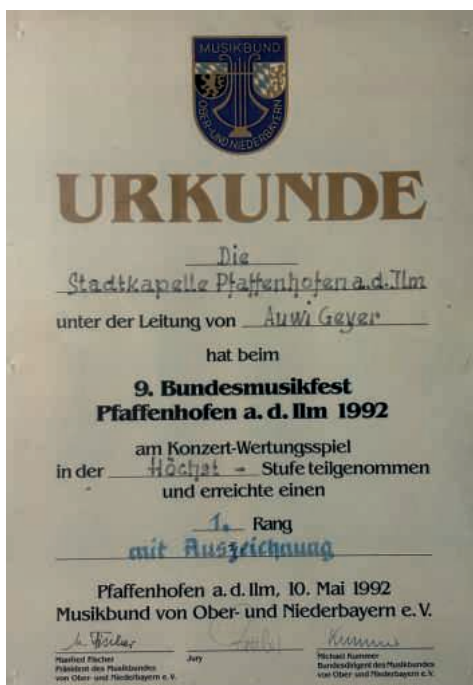 MUSIKBUND
OBER- UND NIEDERBAYERN
URKUNDE
Die
Stadtkapelle Pfaffenhofen a.d. Ilm
unter der Leitung von Auwi Geyer
hat beim
9. Bundesmusikfest
Pfaffenhofen a. d. Ilm 1992
am Konzert-Wertungsspiel
in der Höchst - Stufe teilgenommen
und erreichte einen
1. Rang
mit Auszeichnung
Pfaffenhofen a. d. Ilm, 10. Mai 1992
Musikbund von Ober- und Niederbayern e. V.
M. Fischer Kummer
Manfred Fischer Jury Michael Kummer
Präsident des Musikbundes Bundesdirigent des Musikbundes
von Ober- und Niederbayern e. V. von Ober- und Niederbayern e. V.